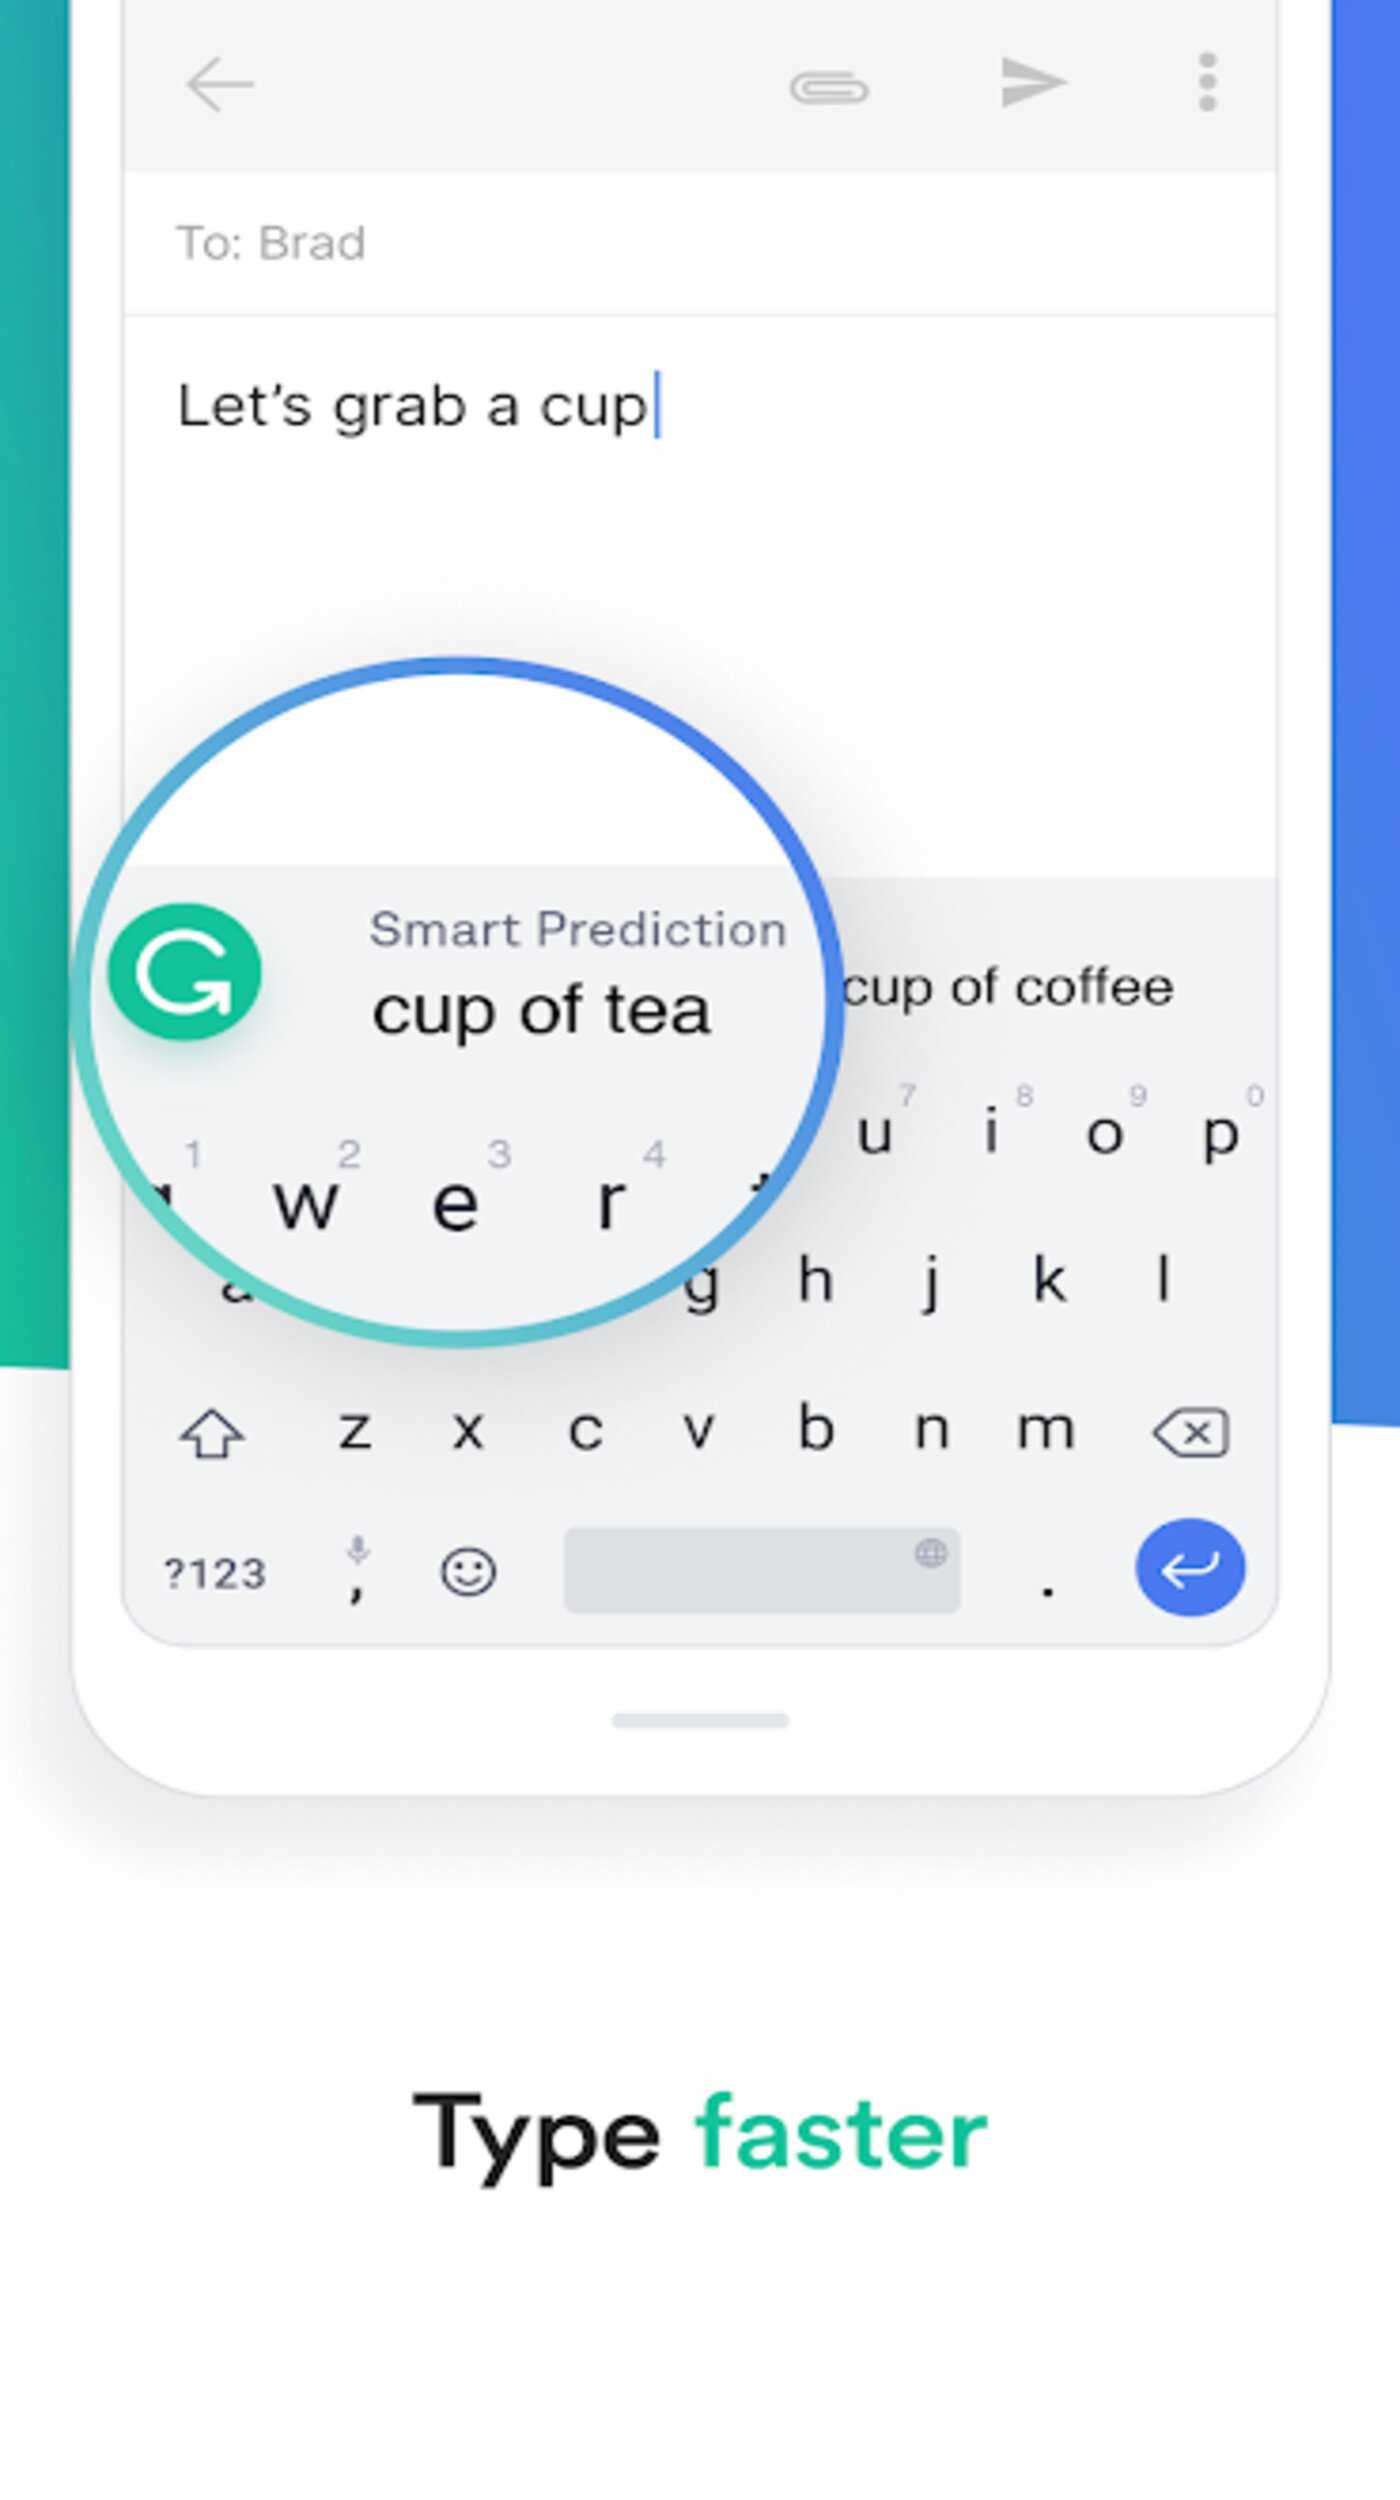 To: Brad
Let's grab a cup
Smart Prediction
cup of tea
cup of coffee
1 2 3 4 7 8 9 0
w e r u i o p
a g h j k l
z x c v b n m
?123 , .
Type faster